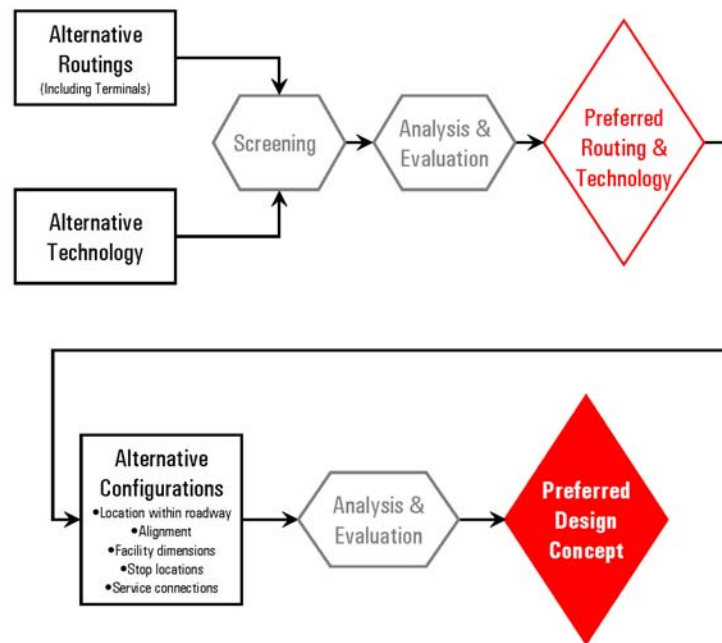 Alternative
Routings
(Including Terminals)
Screening
Analysis &
Evaluation
Preferred
Routing &
Technology
Alternative
Technology
Alternative
Configurations
•Location within roadway
•Alignment
•Facility dimensions
•Stop locations
•Service connections
Analysis &
Evaluation
Preferred
Design
Concept